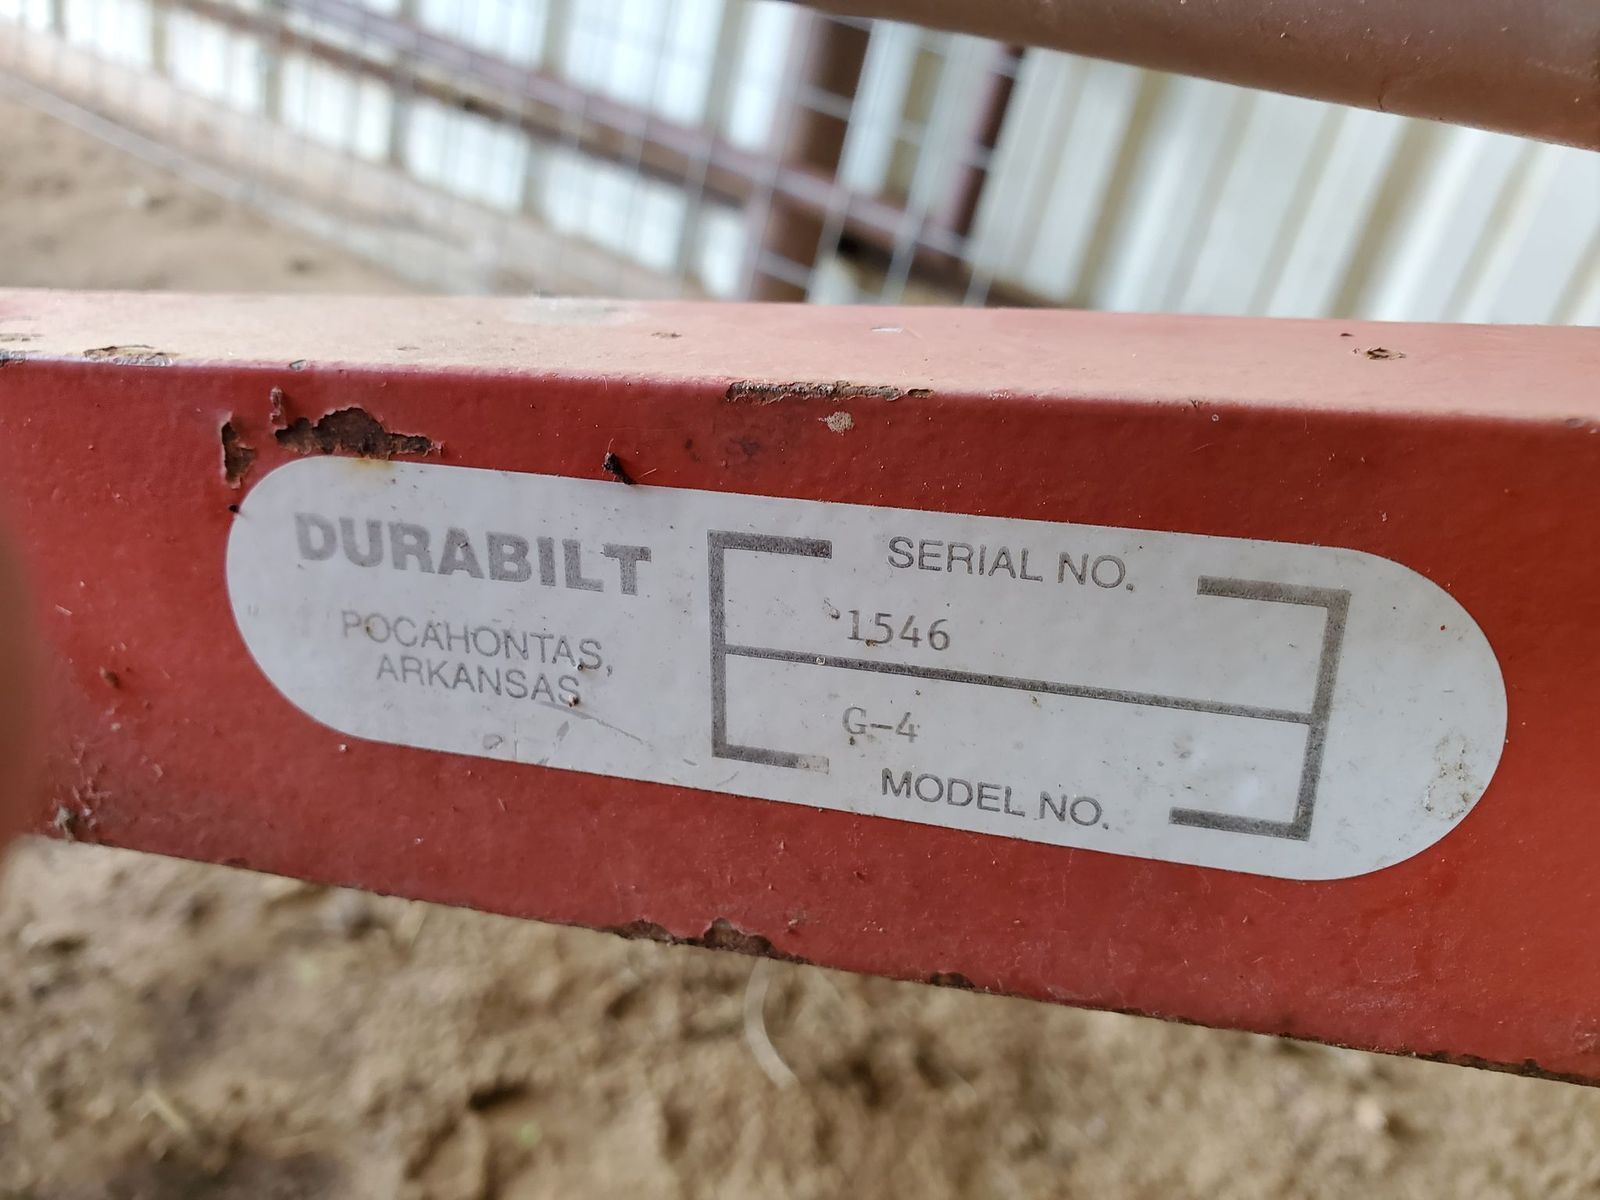 DURABILT
POCAHONTAS,
ARKANSAS
SERIAL NO.
1546
G-4
MODEL NO.